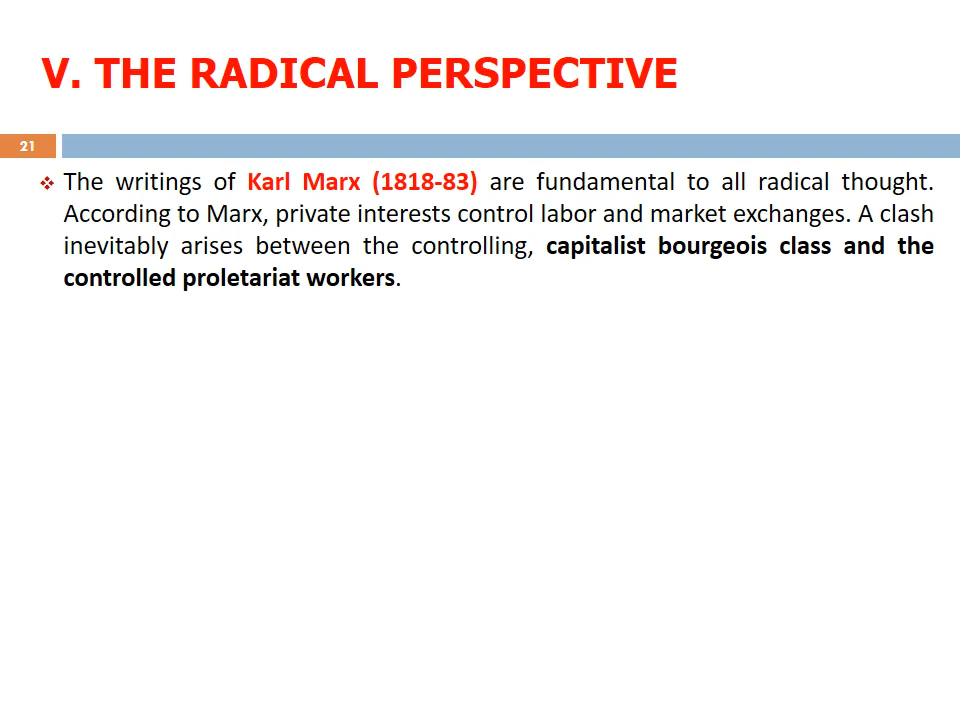 V. THE RADICAL PERSPECTIVE
21
❖ The writings of Karl Marx (1818-83) are fundamental to all radical thought.
According to Marx, private interests control labor and market exchanges. A clash
inevitably arises between the controlling, capitalist bourgeois class and the
controlled proletariat workers.